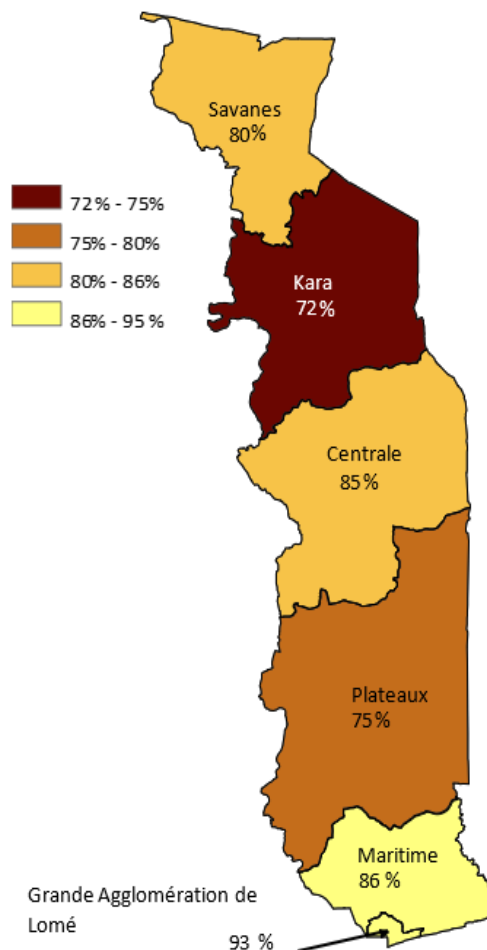 Savanes
80%
72% - 75%
75% - 80%
80% - 86%
86% - 95 %
Kara
72%
Centrale
85%
Plateaux
75%
Maritime
86 %
Grande Agglomération de
Lomé
93 %